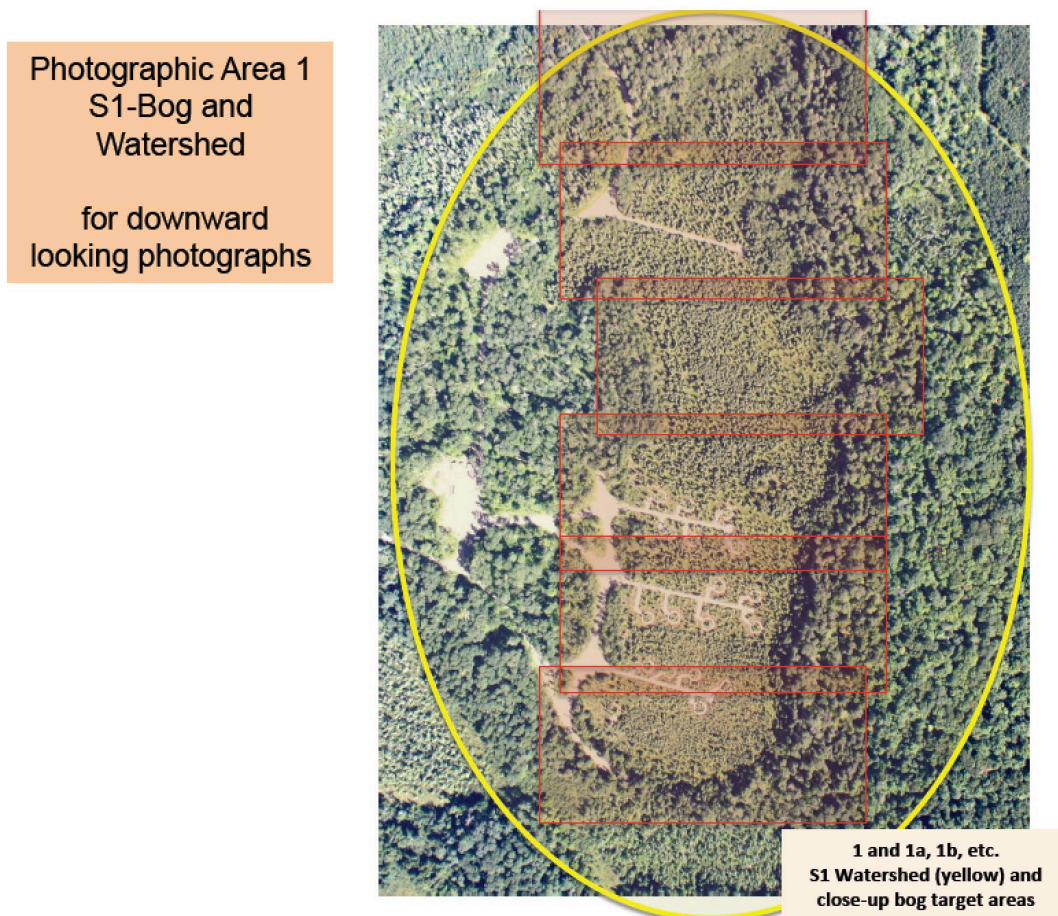 Photographic Area 1
S1-Bog and
Watershed
for downward
looking photographs
1 and 1a, 1b, etc.
S1 Watershed (yellow) and
close-up bog target areas